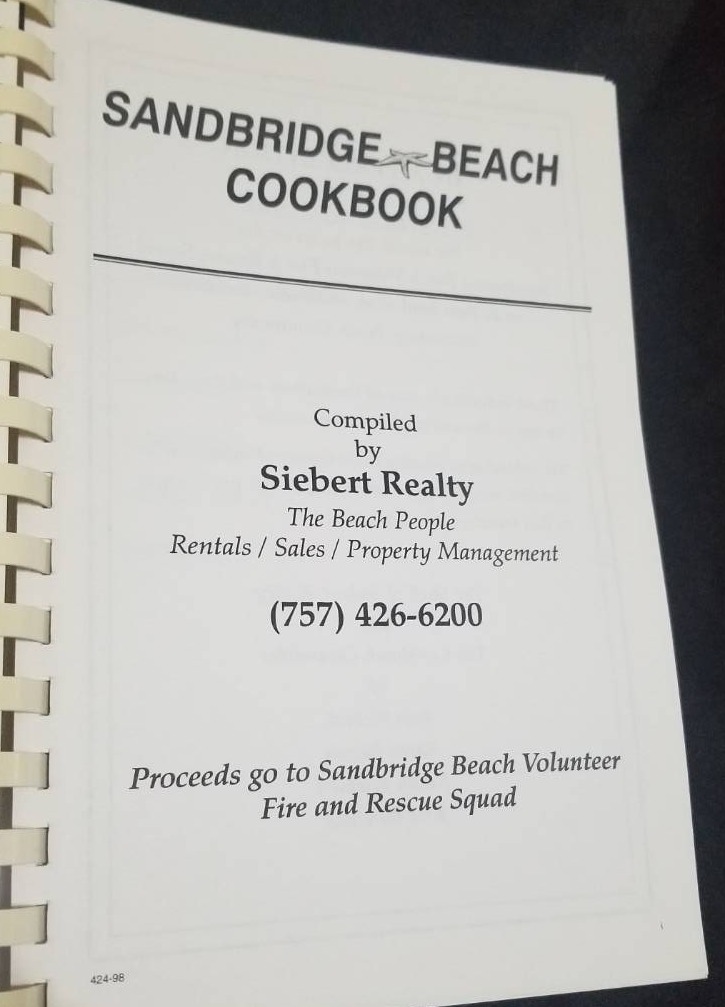 SANDBRIDGE BEACH
COOKBOOK
Compiled
by
Siebert Realty
The Beach People
Rentals / Sales / Property Management
(757) 426-6200
Proceeds go to Sandbridge Beach Volunteer
Fire and Rescue Squad
424-98